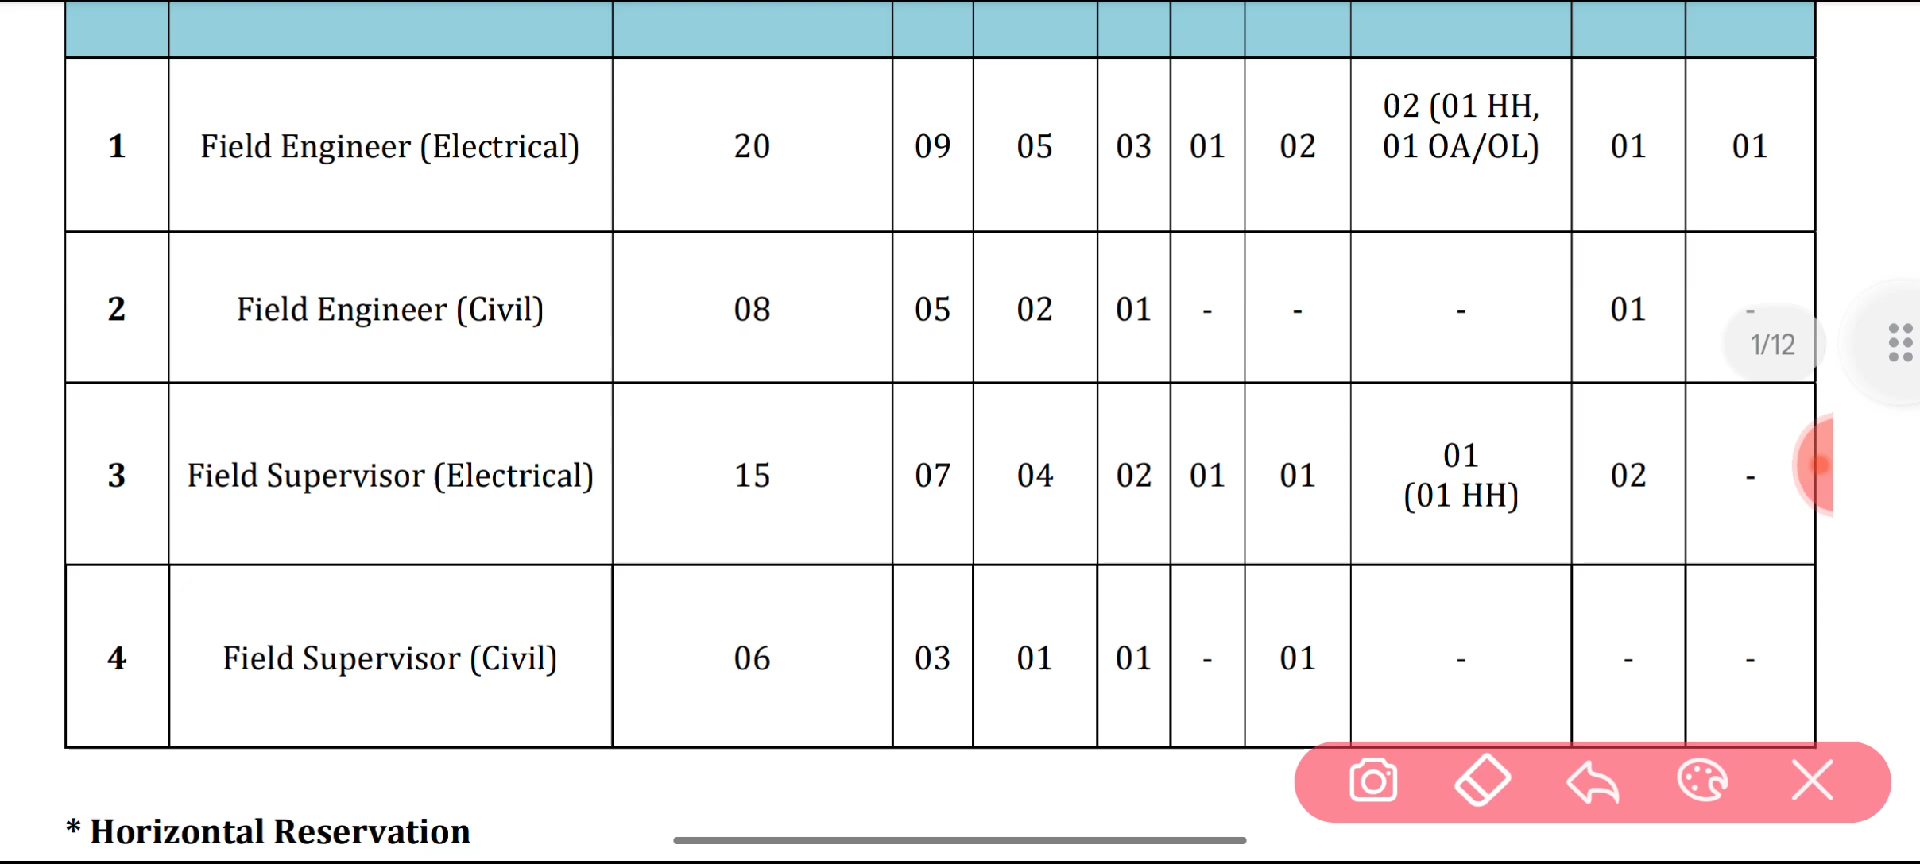 1 Field Engineer (Electrical) 20 09 05 03 01 02 02 (01 HH, 01 OA/OL) 01 01
2 Field Engineer (Civil) 08 05 02 01 - - - 01 -
1/12
3 Field Supervisor (Electrical) 15 07 04 02 01 01 01 (01 HH) 02 -
4 Field Supervisor (Civil) 06 03 01 01 - 01 - - -
* Horizontal Reservation